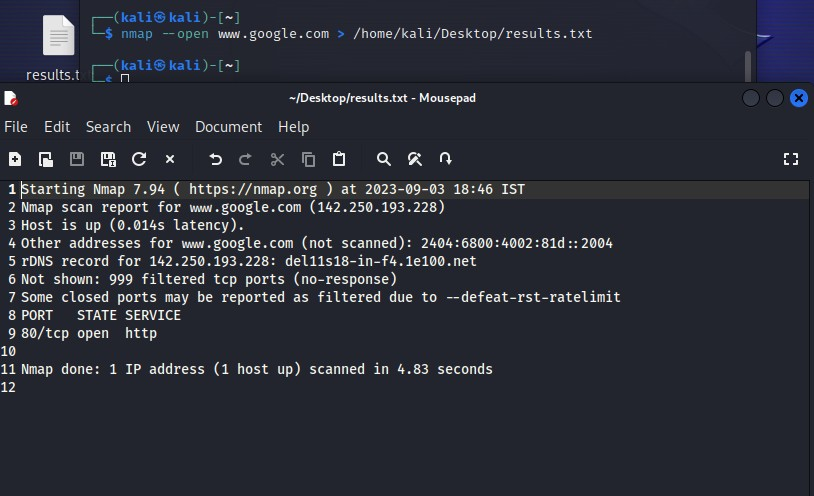 ┌──(kali㉿kali)-[~]
└─$ nmap --open www.google.com > /home/kali/Desktop/results.txt
┌──(kali㉿kali)-[~]
└─$
results.t
~/Desktop/results.txt - Mousepad
File Edit Search View Document Help
1 Starting Nmap 7.94 ( https://nmap.org ) at 2023-09-03 18:46 IST
2 Nmap scan report for www.google.com (142.250.193.228)
3 Host is up (0.014s latency).
4 Other addresses for www.google.com (not scanned): 2404:6800:4002:81d::2004
5 rDNS record for 142.250.193.228: del11s18-in-f4.1e100.net
6 Not shown: 999 filtered tcp ports (no-response)
7 Some closed ports may be reported as filtered due to --defeat-rst-ratelimit
8 PORT   STATE SERVICE
9 80/tcp open  http
10
11 Nmap done: 1 IP address (1 host up) scanned in 4.83 seconds
12